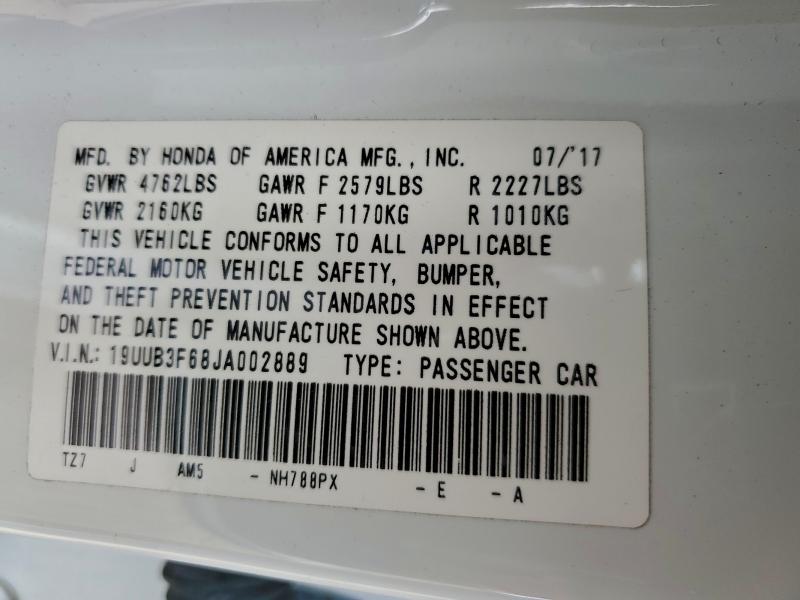 MFD. BY HONDA OF AMERICA MFG., INC. 07/'17
GVWR 4762LBS GAWR F 2579LBS R 2227LBS
GVWR 2160KG GAWR F 1170KG R 1010KG
THIS VEHICLE CONFORMS TO ALL APPLICABLE
FEDERAL MOTOR VEHICLE SAFETY, BUMPER,
AND THEFT PREVENTION STANDARDS IN EFFECT
ON THE DATE OF MANUFACTURE SHOWN ABOVE.
V.I.N.: 19UUB3F68JA002889 TYPE: PASSENGER CAR
TZ7 J AM5 - NH788PX - E - A